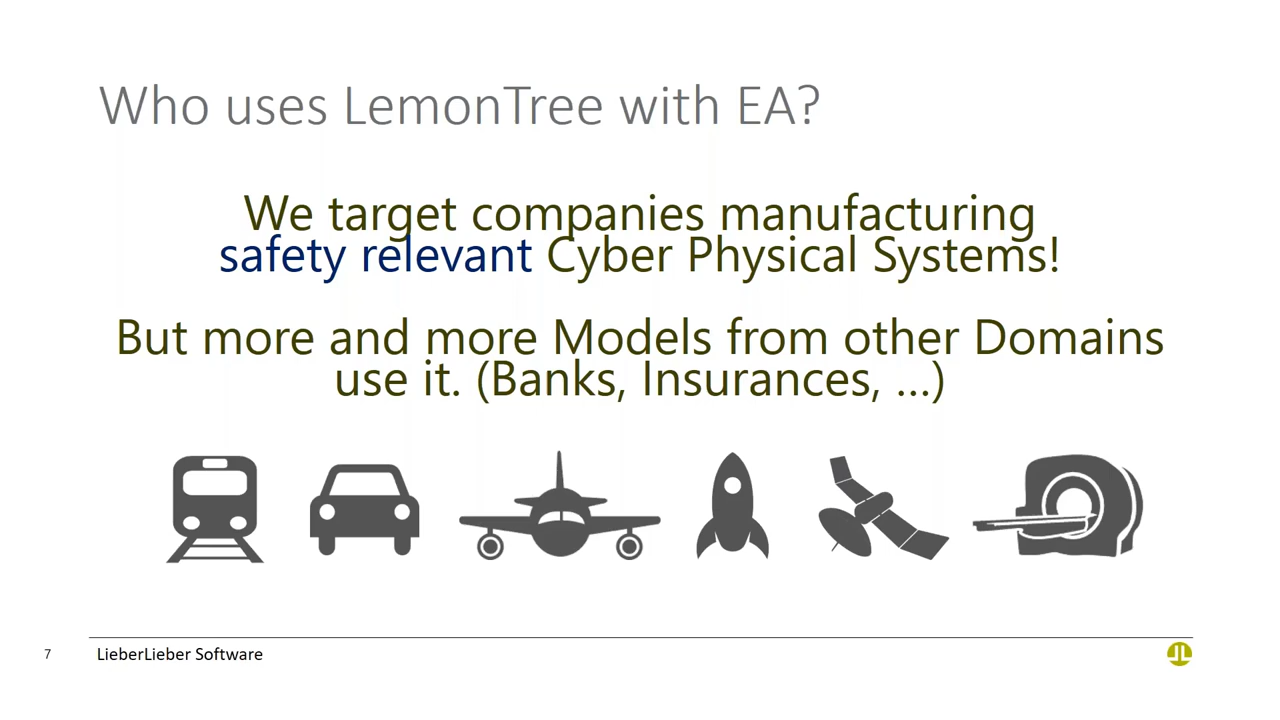 Who uses LemonTree with EA?
We target companies manufacturing
safety relevant Cyber Physical Systems!
But more and more Models from other Domains
use it. (Banks, Insurances, ...)
7
LieberLieber Software